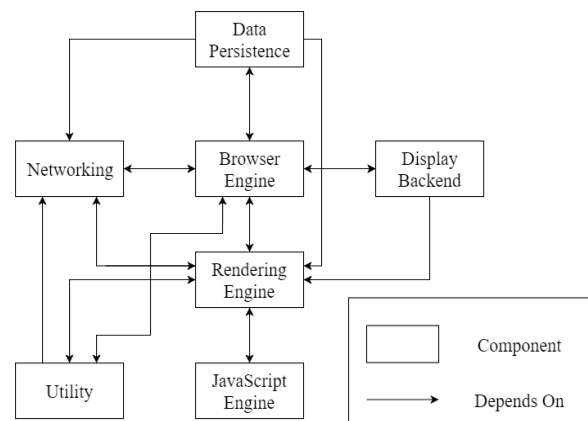 Data
Persistence
Networking
Browser
Engine
Display
Backend
Rendering
Engine
Utility
JavaScript
Engine
Component
Depends On